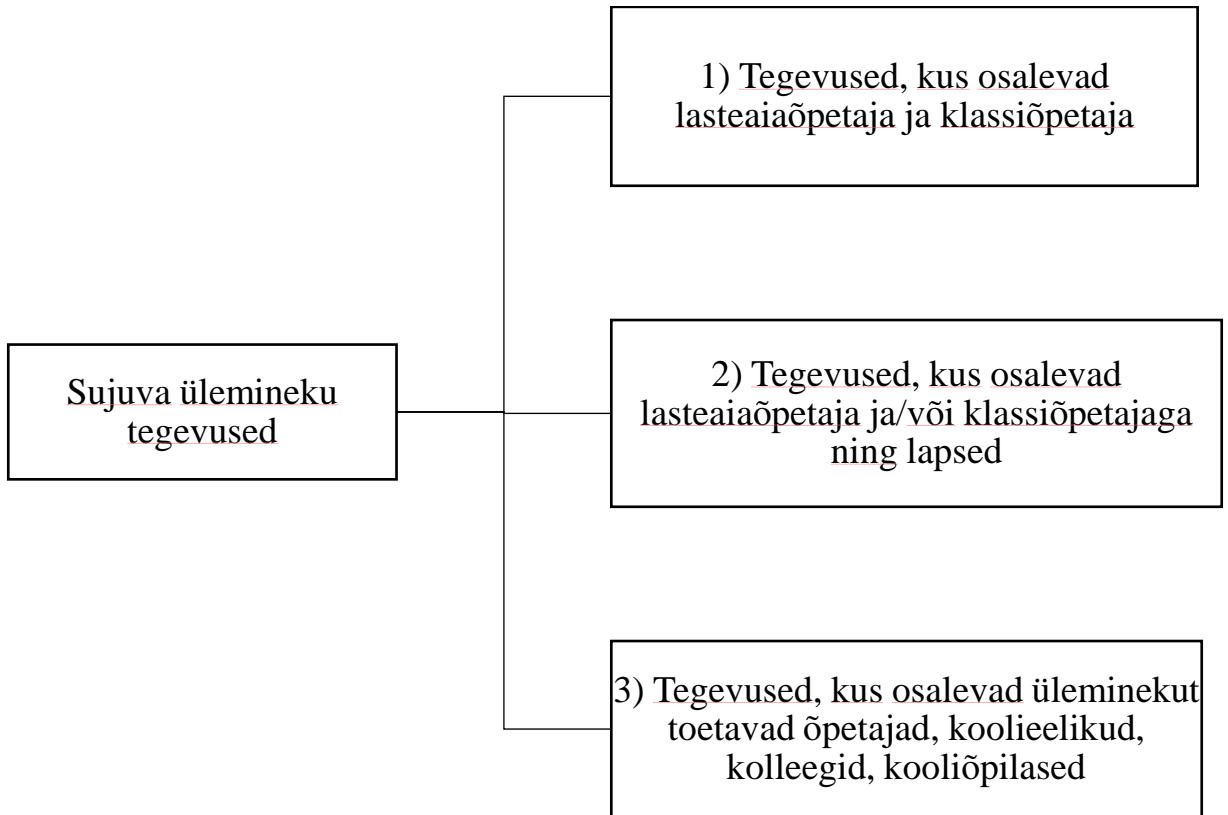 1) Tegevused, kus osalevad
lasteaiaõpetaja ja klassiõpetaja
Sujuva ülemineku
tegevused
2) Tegevused, kus osalevad
lasteaiaõpetaja ja/või klassiõpetajaga
ning lapsed
3) Tegevused, kus osalevad üleminekut
toetavad õpetajad, koolieelikud,
kolleegid, kooliõpilased